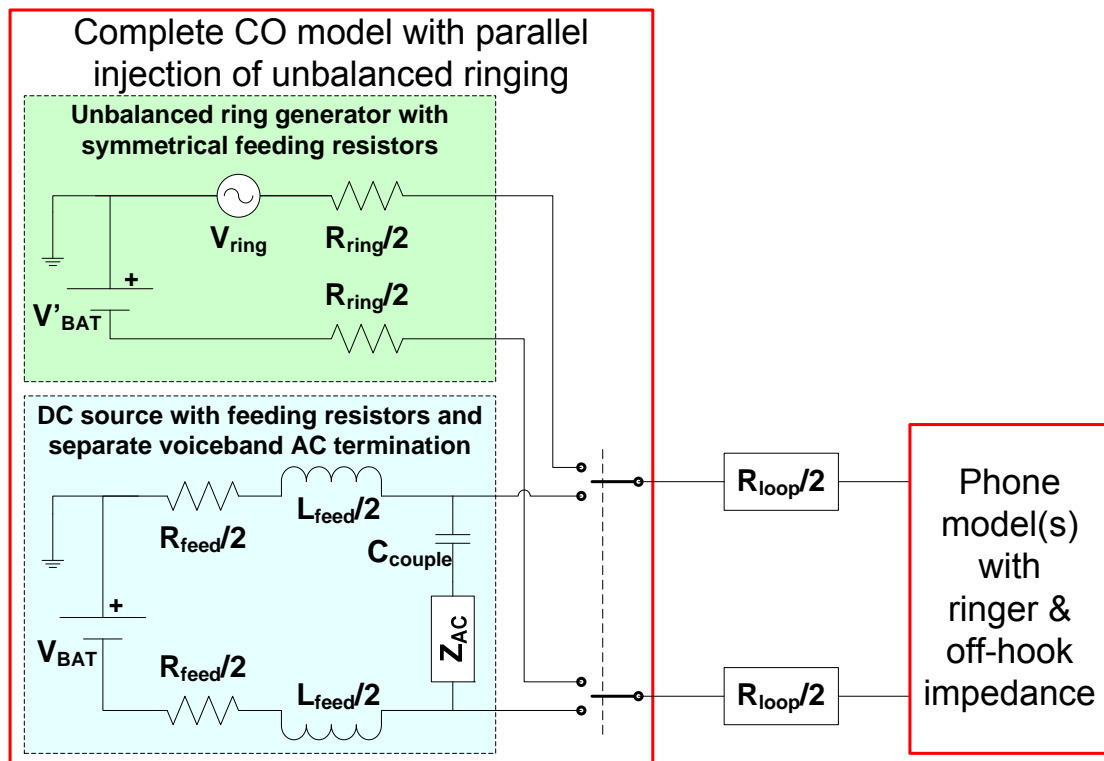 Complete CO model with parallel
injection of unbalanced ringing
Unbalanced ring generator with
symmetrical feeding resistors
Vring
Rring/2
+
Rring/2
V’BAT
DC source with feeding resistors and
separate voiceband AC termination
Lfeed/2
Rfeed/2
Ccouple
+
ZAC
VBAT
Rfeed/2
Lfeed/2
Rloop/2
Rloop/2
Phone
model(s)
with
ringer &
off-hook
impedance